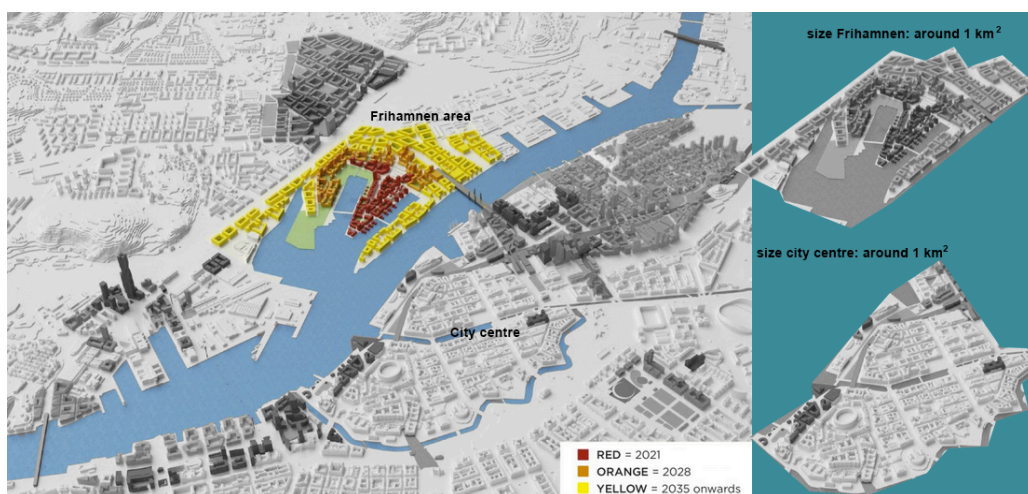 Frihamnen area
City centre
RED = 2021
ORANGE = 2028
YELLOW = 2035 onwards
size Frihamnen: around 1 km²
size city centre: around 1 km²